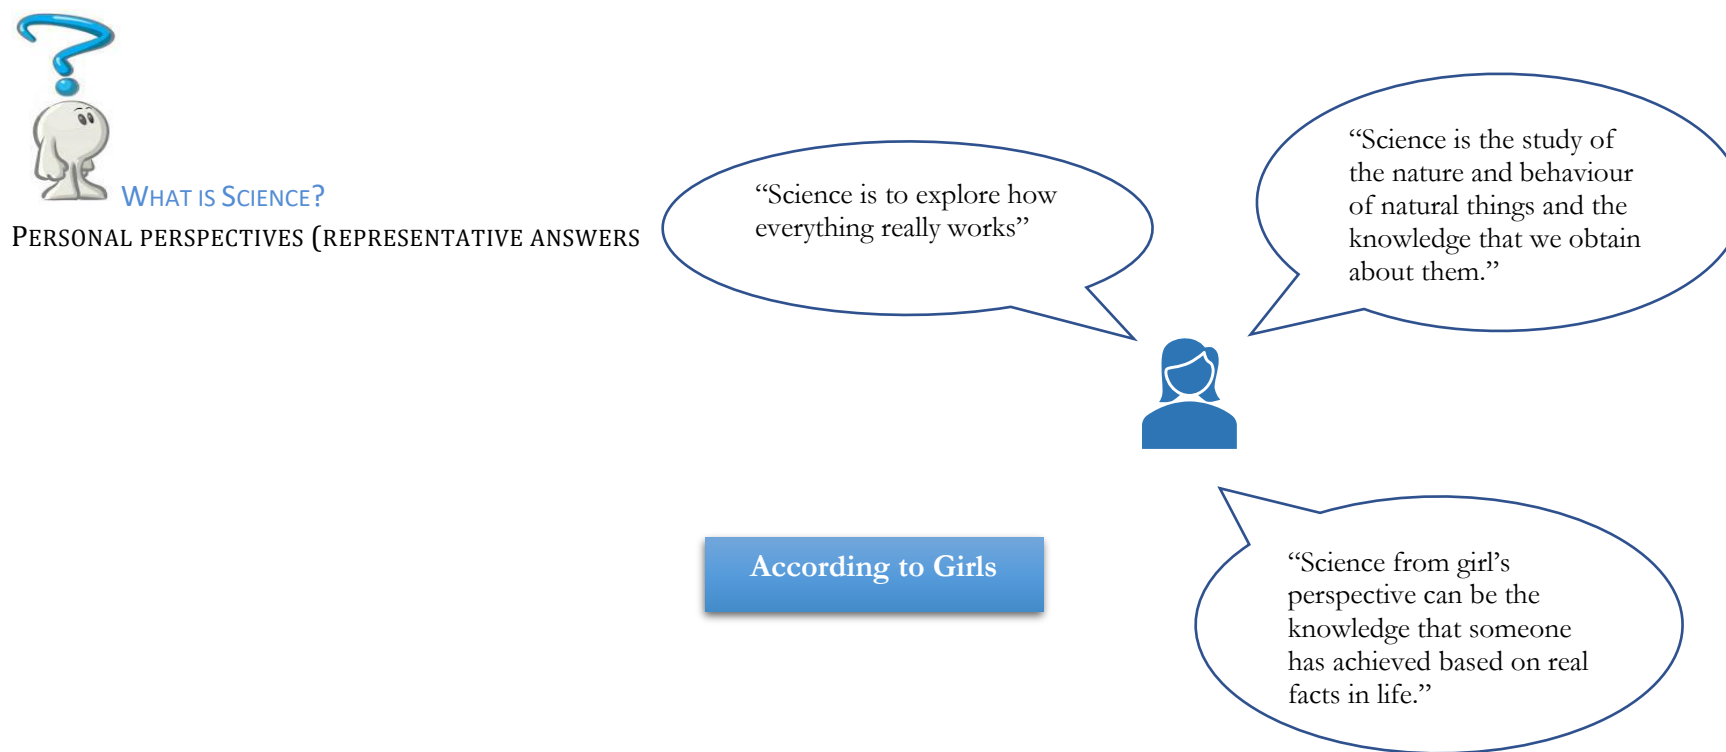 WHAT IS SCIENCE?
PERSONAL PERSPECTIVES (REPRESENTATIVE ANSWERS
“Science is to explore how
everything really works”
“Science is the study of
the nature and behaviour
of natural things and the
knowledge that we obtain
about them.”
According to Girls
“Science from girl’s
perspective can be the
knowledge that someone
has achieved based on real
facts in life.”